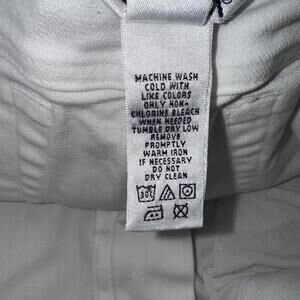 MACHINE WASH
COLD WITH
LIKE COLORS
ONLY NON-
CHLORINE BLEACH
WHEN NEEDED
TUMBLE DRY LOW
REMOVE
PROMPTLY
WARM IRON
IF NECESSARY
DO NOT
DRY CLEAN
30C